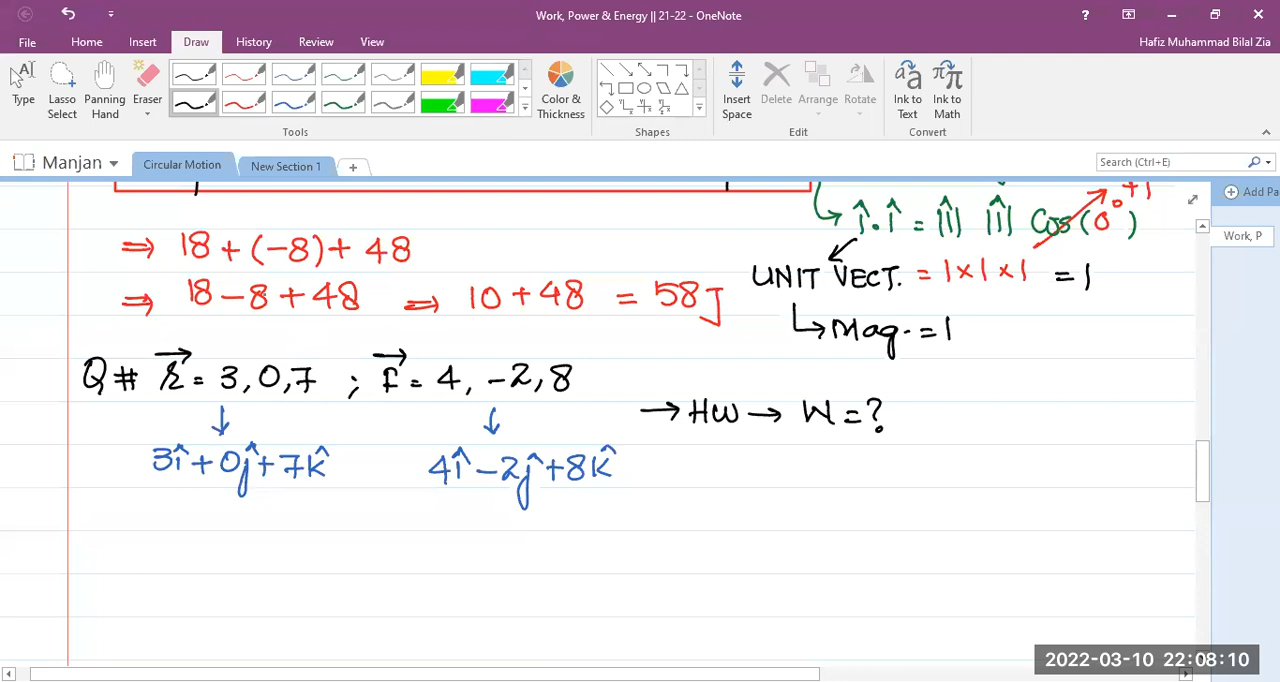 Work, Power & Energy || 21-22 - OneNote
File Home Insert Draw History Review View
Hafiz Muhammad Bilal Zia
Type
Lasso Select
Panning Hand
Eraser
Color & Thickness
Insert Space
Delete
Arrange
Rotate
Ink to Text
Ink to Math
Tools
Shapes
Edit
Convert
Manjan
Circular Motion
New Section 1
Search (Ctrl+E)
Add Pa
Work, P
î.î = |î| |î| Cos(0°) +1
⇒ 18 + (-8) + 48
UNIT VECT. = 1×1×1 = 1
⇒ 18 - 8 + 48 ⇒ 10 + 48 = 58J
↳ Mag. = 1
Q# r⃗ = 3, 0, 7 ; F⃗ = 4, -2, 8
→ HW → W = ?
3î + 0ĵ + 7k̂
4î - 2ĵ + 8k̂
2022-03-10 22:08:10